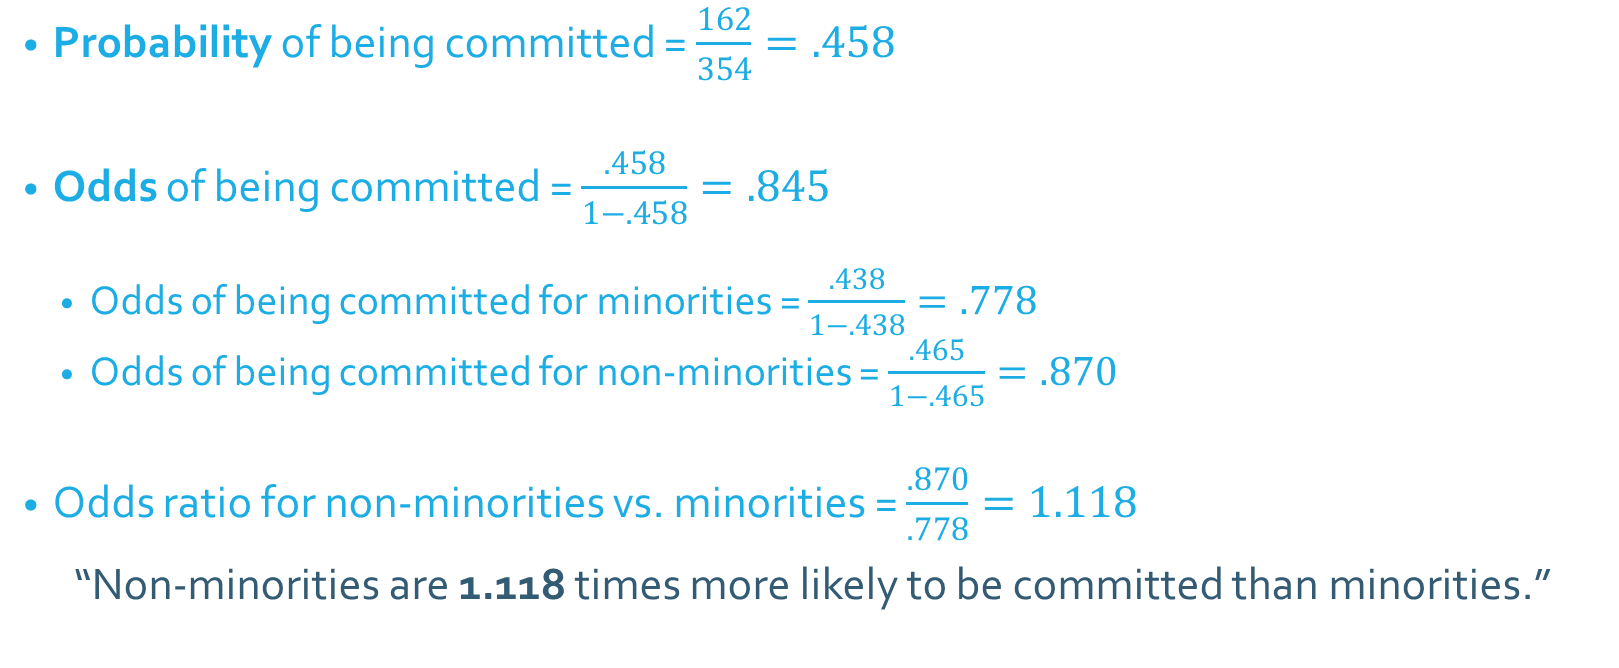 • Probability of being committed = 162/354 = .458
• Odds of being committed = .458/1−.458 = .845
• Odds of being committed for minorities = .438/1−.438 = .778
• Odds of being committed for non-minorities = .465/1−.465 = .870
• Odds ratio for non-minorities vs. minorities = .870/.778 = 1.118
“Non-minorities are 1.118 times more likely to be committed than minorities.”